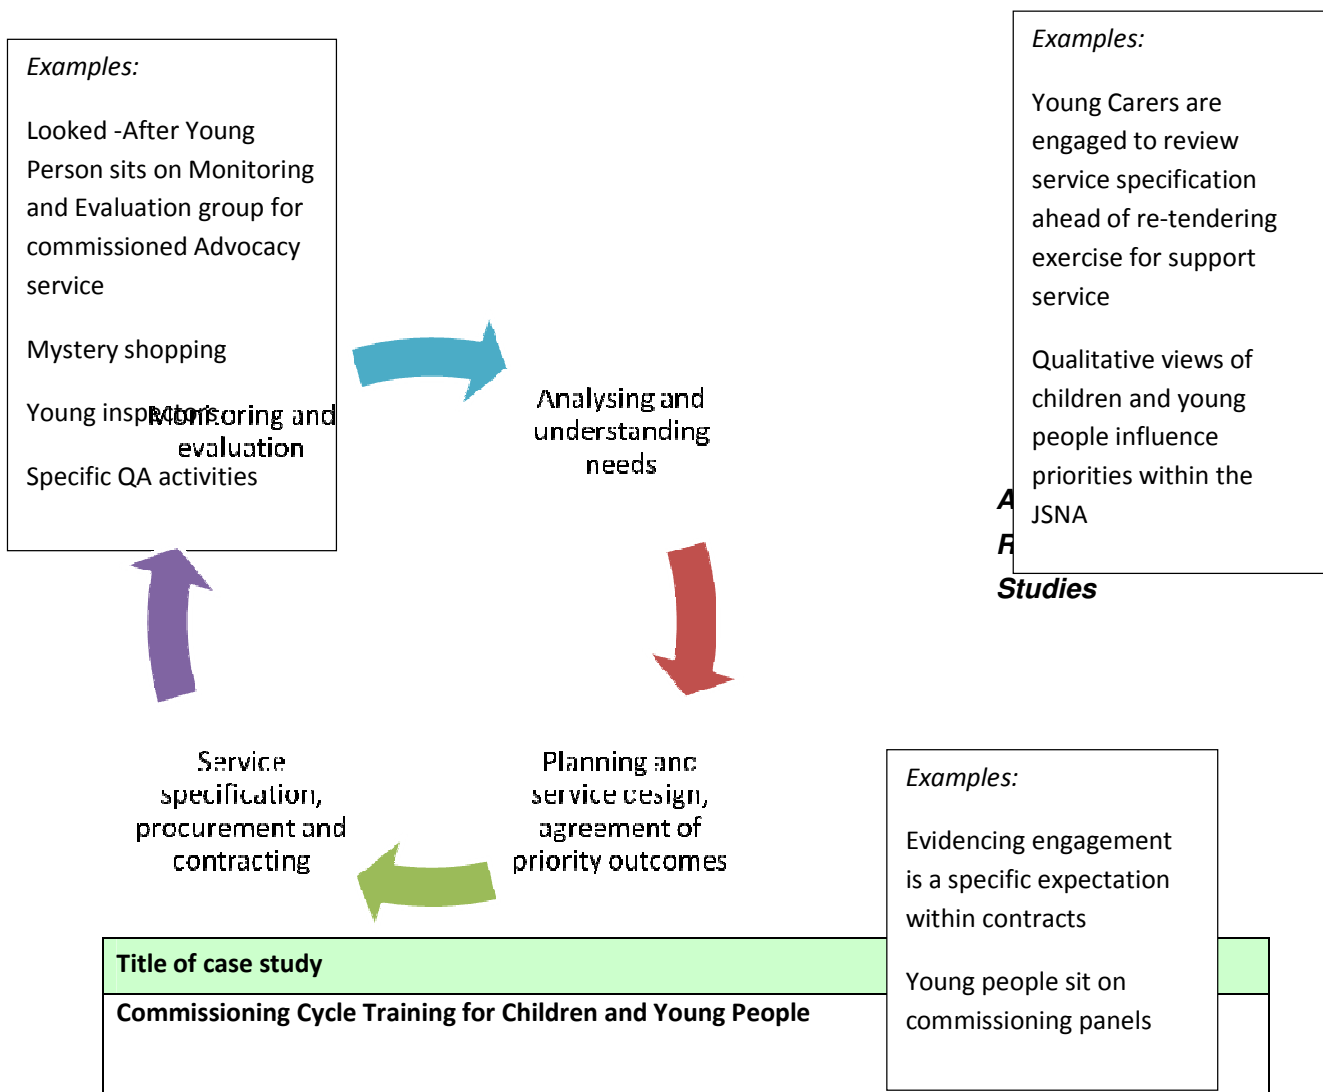 Examples:
Looked -After Young
Person sits on Monitoring
and Evaluation group for
commissioned Advocacy
service
Mystery shopping
Young inspectors
Specific QA activities
Monitoring and
evaluation
Analysing and
understanding
needs
Examples:
Young Carers are
engaged to review
service specification
ahead of re-tendering
exercise for support
service
Qualitative views of
children and young
people influence
priorities within the
JSNA
Studies
Service
specification,
procurement and
contracting
Planning and
service design,
agreement of
priority outcomes
Examples:
Evidencing engagement
is a specific expectation
within contracts
Young people sit on
commissioning panels
Title of case study
Commissioning Cycle Training for Children and Young People